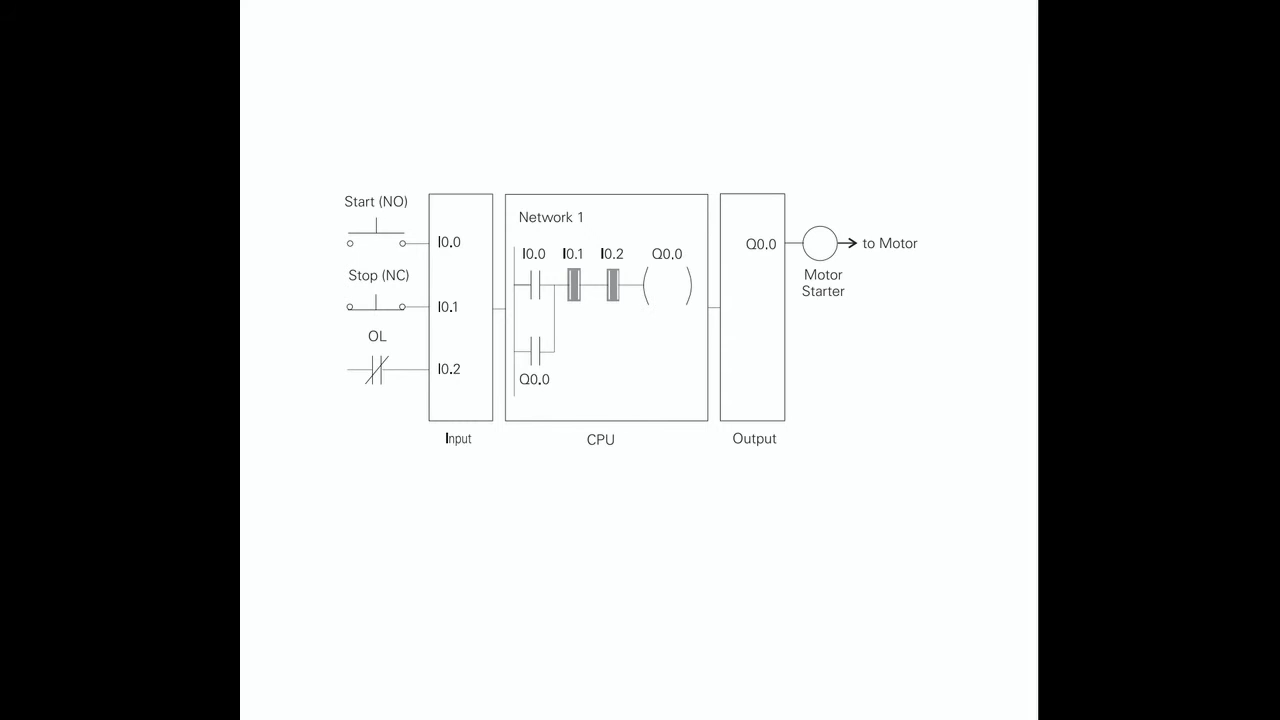 Start (NO)
I0.0
Stop (NC)
I0.1
OL
I0.2
Input
Network 1
I0.0 I0.1 I0.2 Q0.0
Q0.0
CPU
Q0.0
Output
to Motor
Motor
Starter